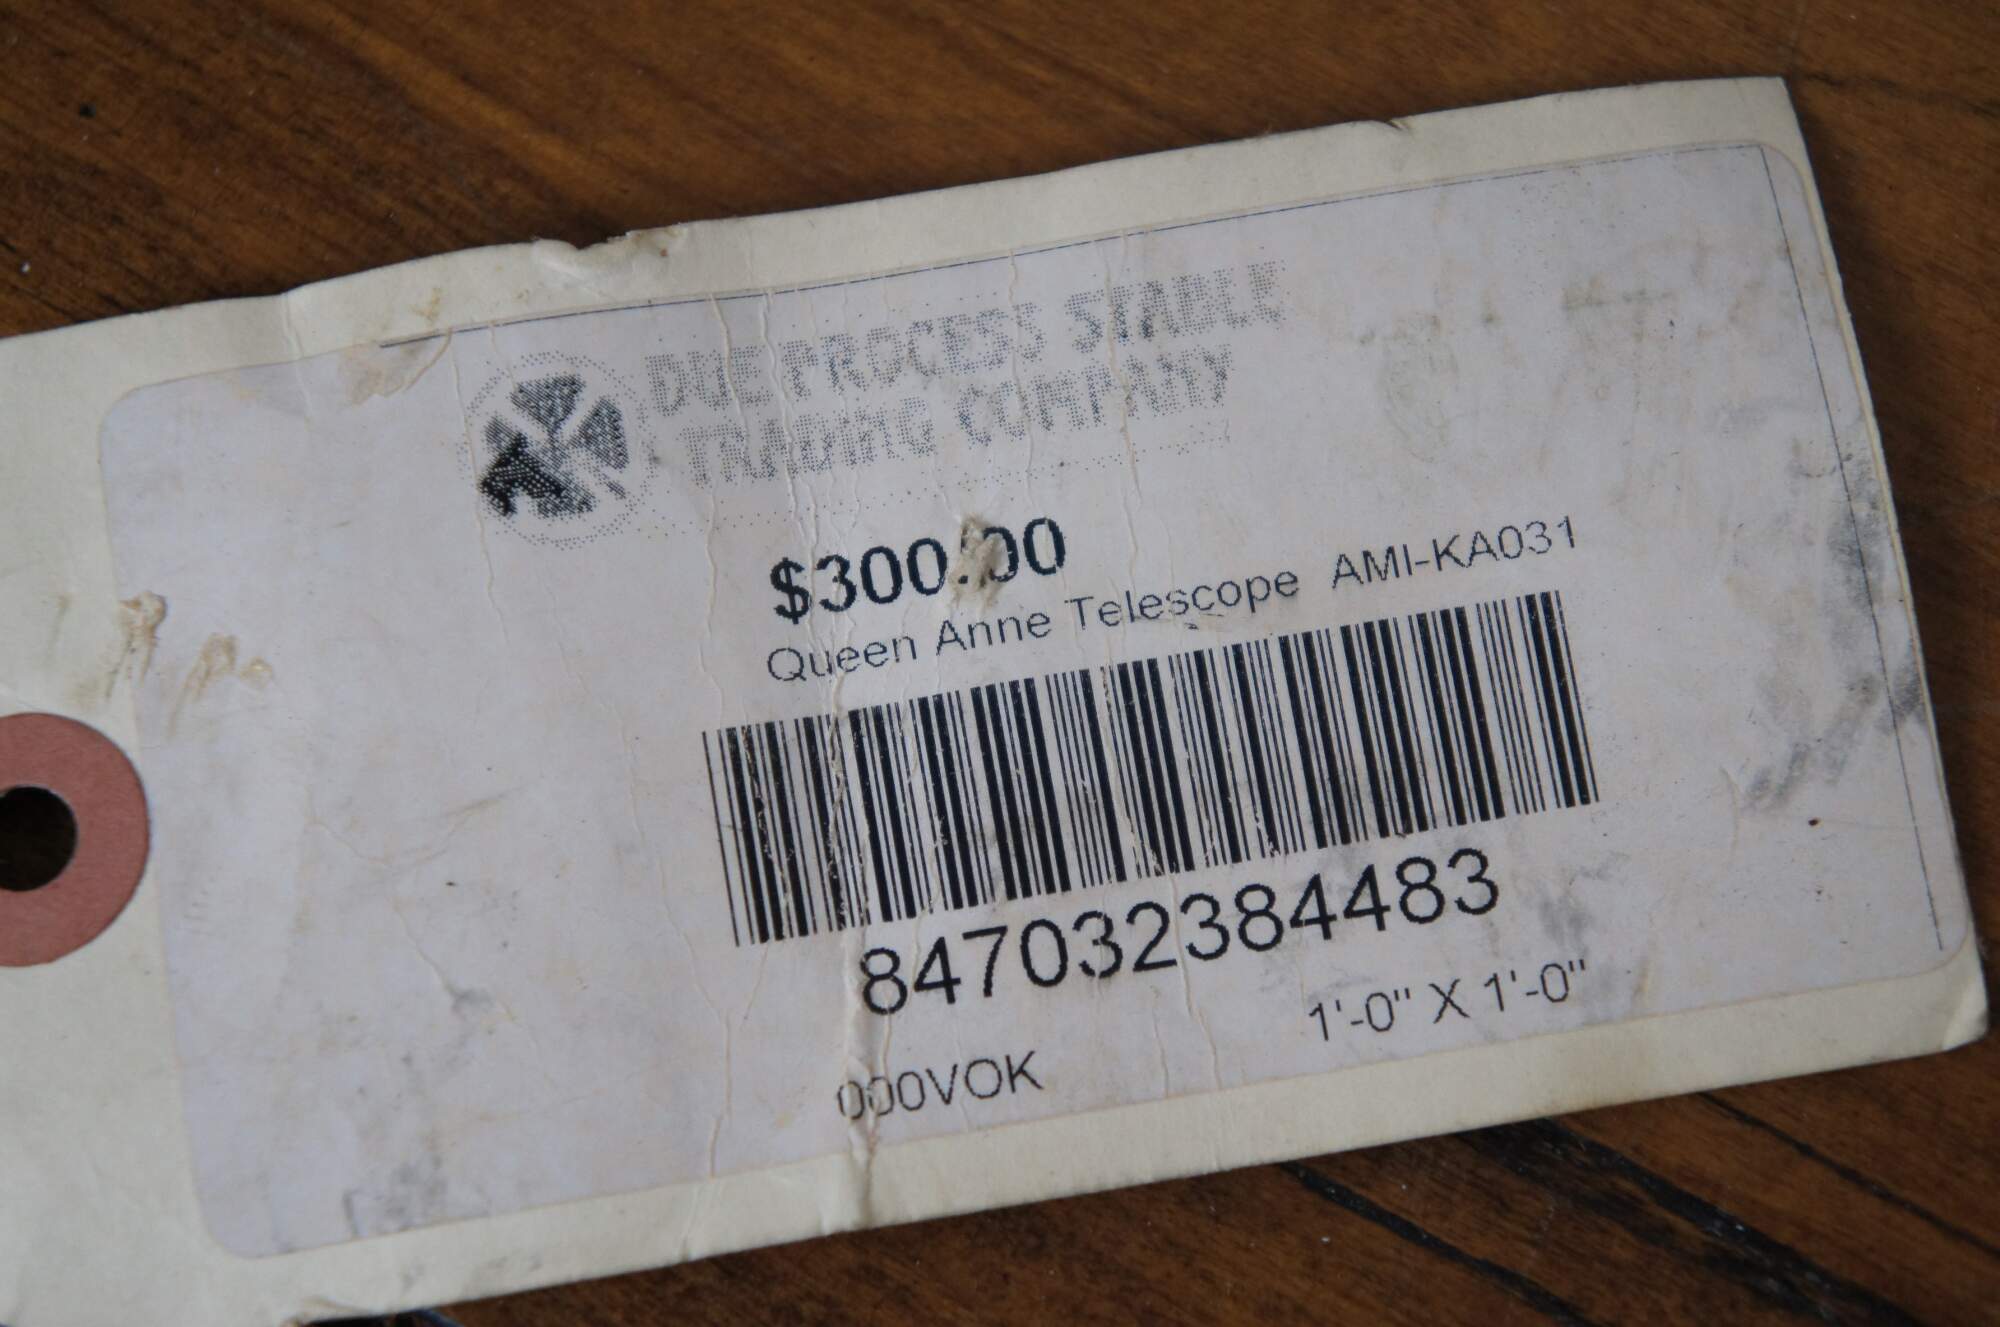 DUE PROCESS STABLE
TRADING COMPANY
$300.00
Queen Anne Telescope AMI-KA031
847032384483
1'-0" X 1'-0"
000VOK